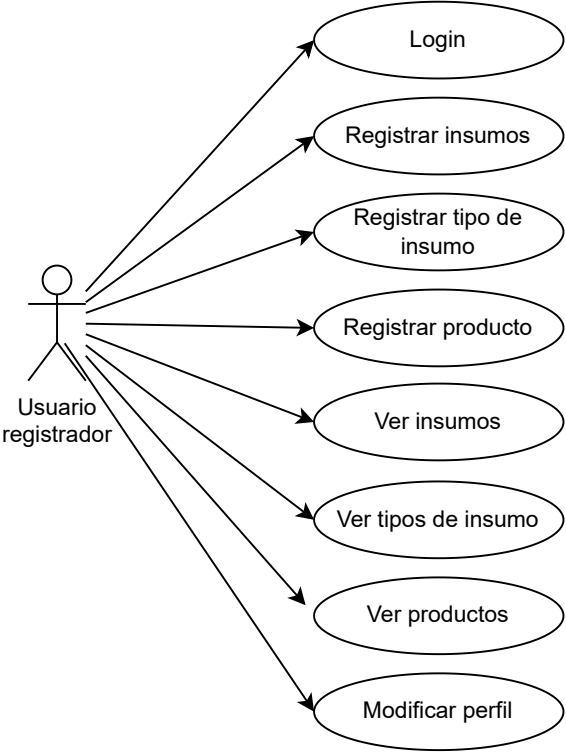 Login
Registrar insumos
Registrar tipo de
insumo
Registrar producto
Usuario
registrador
Ver insumos
Ver tipos de insumo
Ver productos
Modificar perfil